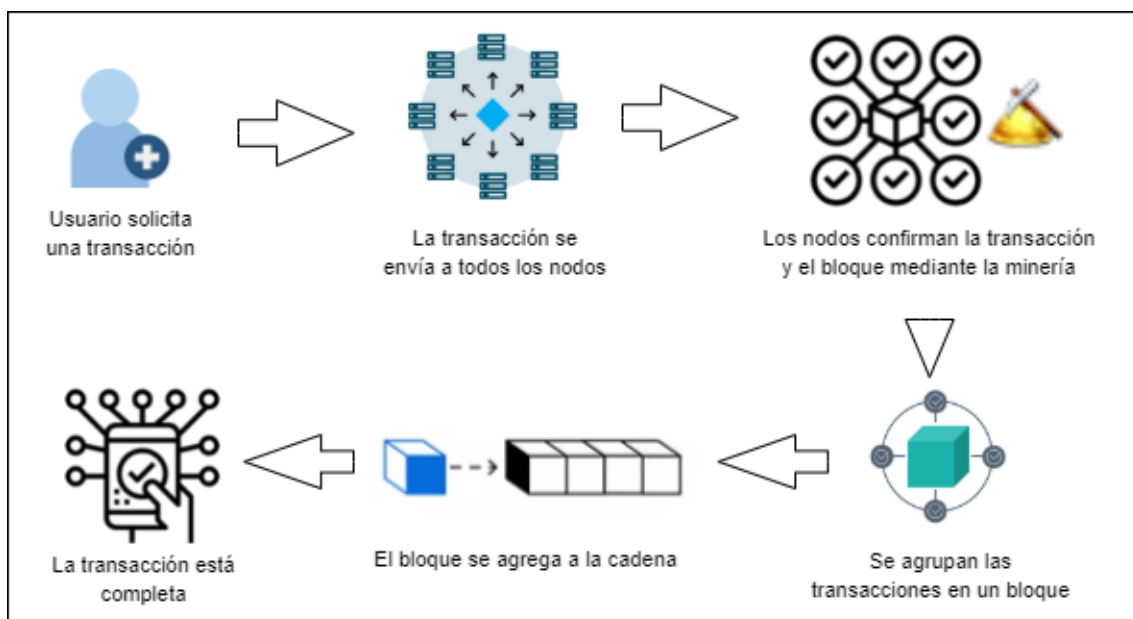 Usuario solicita
una transacción
La transacción se
envía a todos los nodos
Los nodos confirman la transacción
y el bloque mediante la minería
Se agrupan las
transacciones en un bloque
El bloque se agrega a la cadena
La transacción está
completa